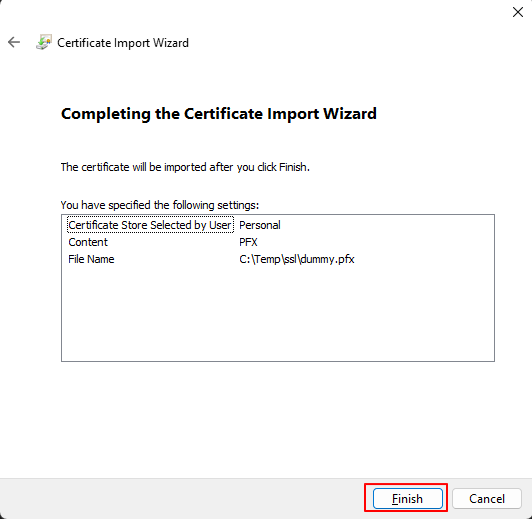 Certificate Import Wizard
Completing the Certificate Import Wizard
The certificate will be imported after you click Finish.
You have specified the following settings:
Certificate Store Selected by User Personal
Content PFX
File Name C:\Temp\ssl\dummy.pfx
Finish Cancel